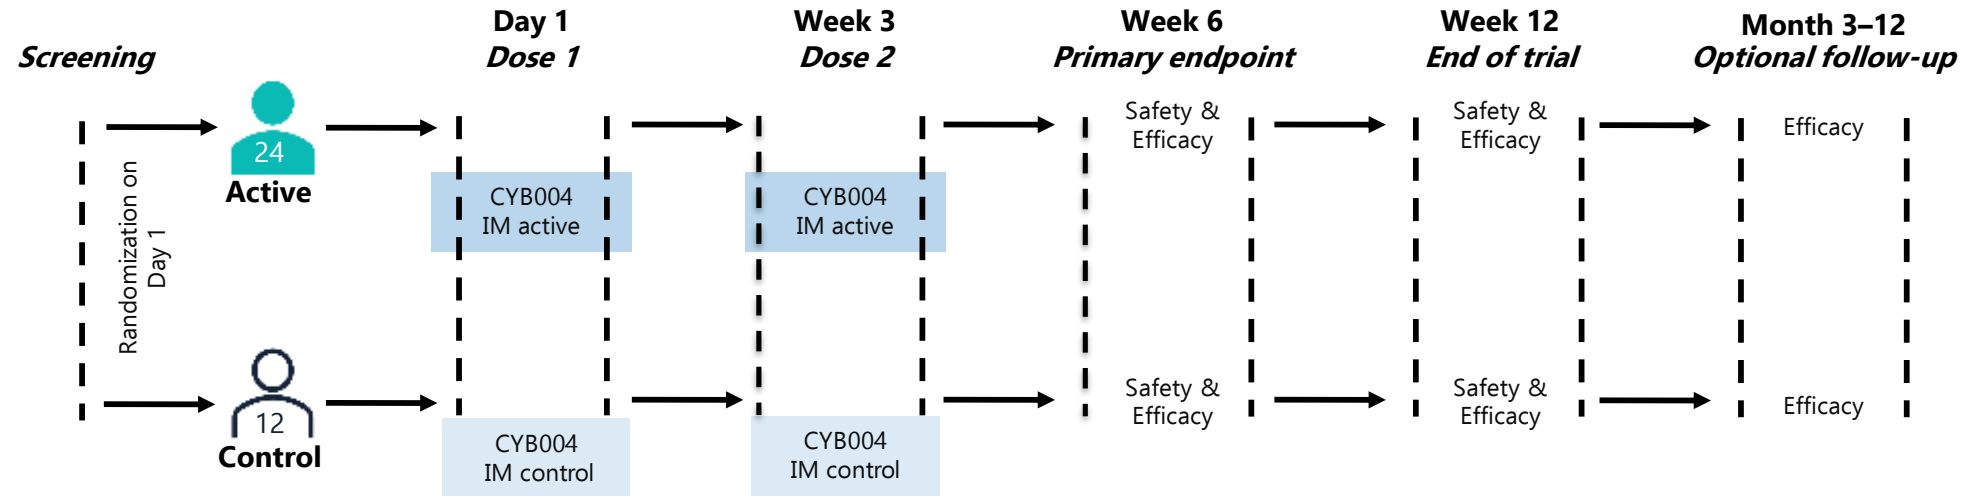 Screening
Day 1
Dose 1
Week 3
Dose 2
Week 6
Primary endpoint
Week 12
End of trial
Month 3–12
Optional follow-up
Randomization on
Day 1
24
Active
CYB004
IM active
CYB004
IM active
Safety &
Efficacy
Safety &
Efficacy
Efficacy
12
Control
CYB004
IM control
CYB004
IM control
Safety &
Efficacy
Safety &
Efficacy
Efficacy